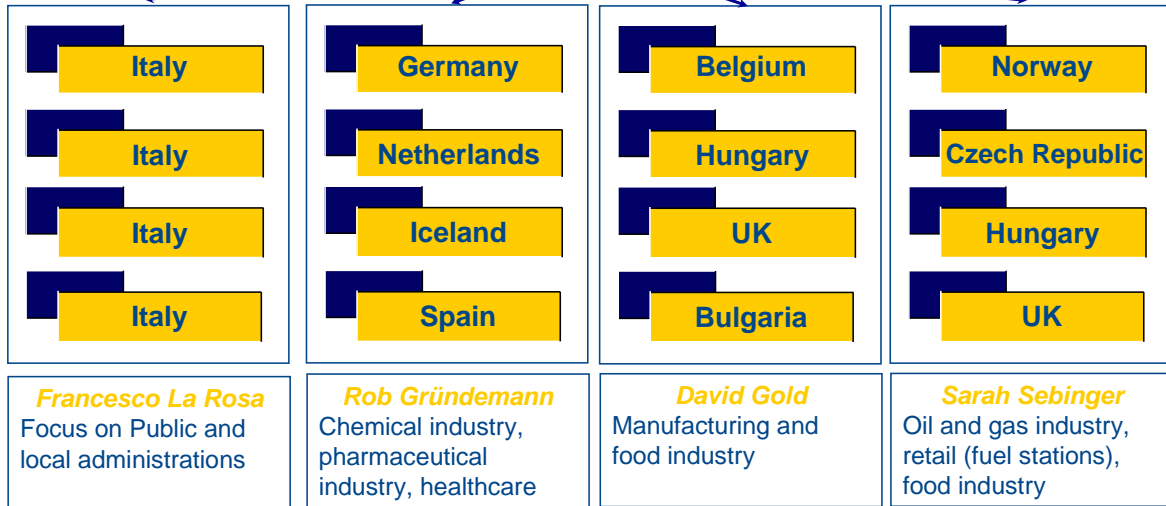 Italy
Italy
Italy
Italy
Francesco La Rosa
Focus on Public and
local administrations
Germany
Netherlands
Iceland
Spain
Rob Gründemann
Chemical industry,
pharmaceutical
industry, healthcare
Belgium
Hungary
UK
Bulgaria
David Gold
Manufacturing and
food industry
Norway
Czech Republic
Hungary
UK
Sarah Sebinger
Oil and gas industry,
retail (fuel stations),
food industry